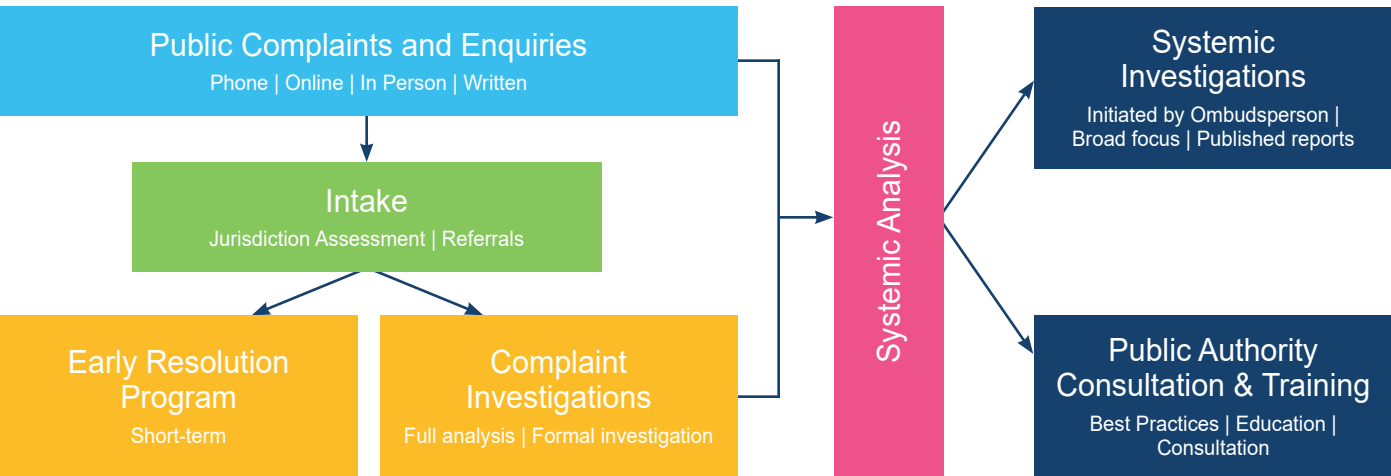 Public Complaints and Enquiries
Phone | Online | In Person | Written
Intake
Jurisdiction Assessment | Referrals
Early Resolution
Program
Short-term
Complaint
Investigations
Full analysis | Formal investigation
Systemic Analysis
Systemic
Investigations
Initiated by Ombudsperson |
Broad focus | Published reports
Public Authority
Consultation & Training
Best Practices | Education |
Consultation